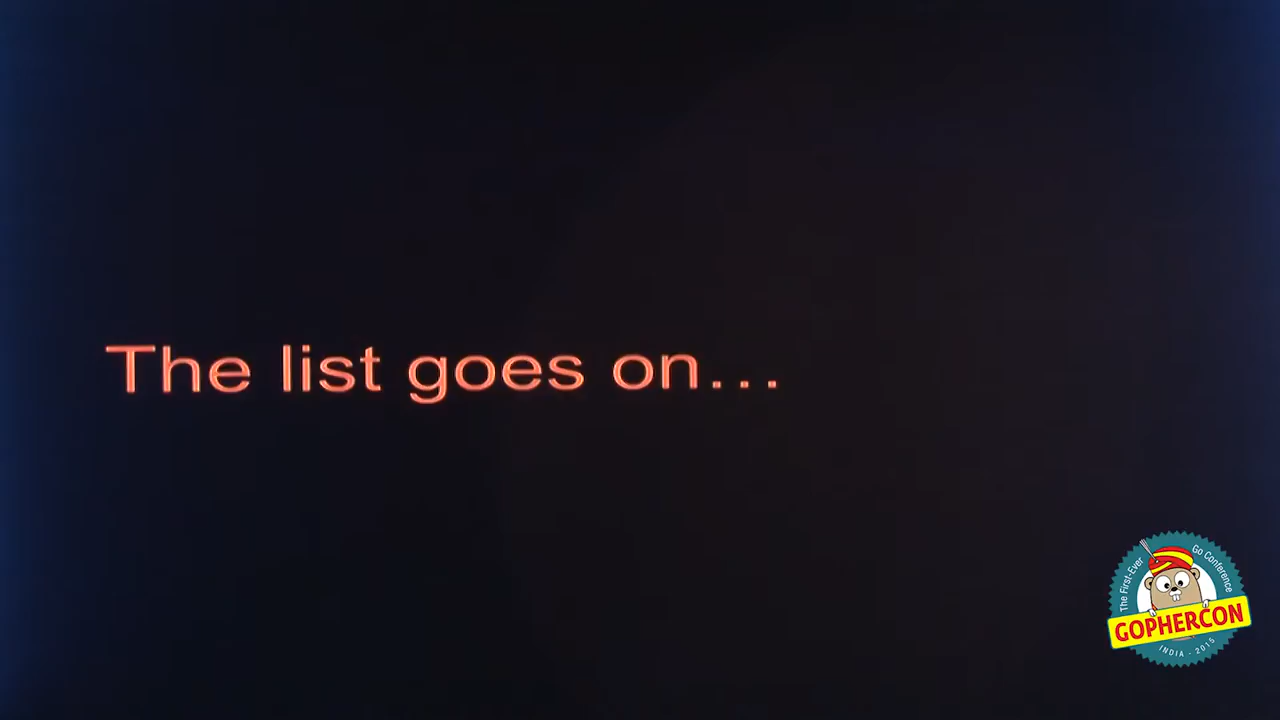 The list goes on...
The First-Ever
Go Conference
GOPHERCON
INDIA - 2015